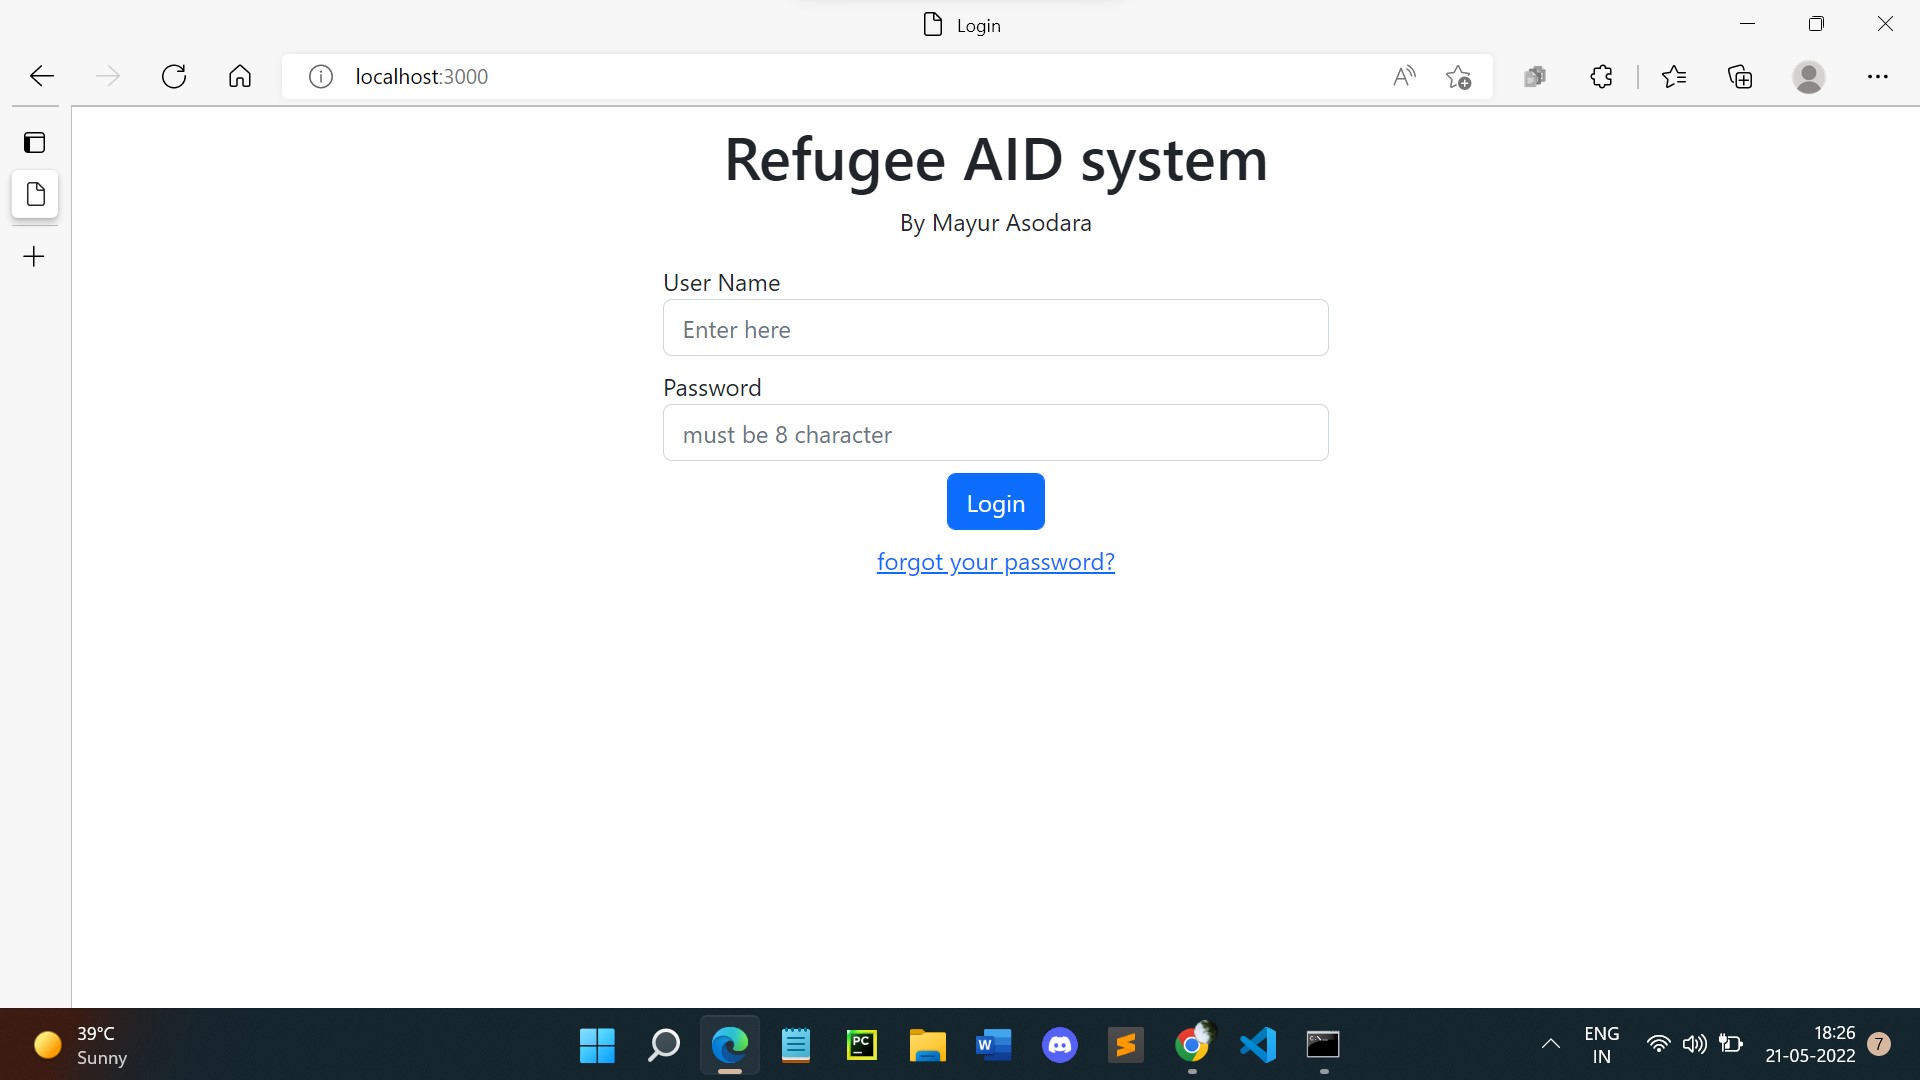 Login
localhost:3000
Refugee AID system
By Mayur Asodara
User Name
Enter here
Password
must be 8 character
Login
forgot your password?
39°C
Sunny
PC
W
ENG
IN
18:26
21-05-2022
7